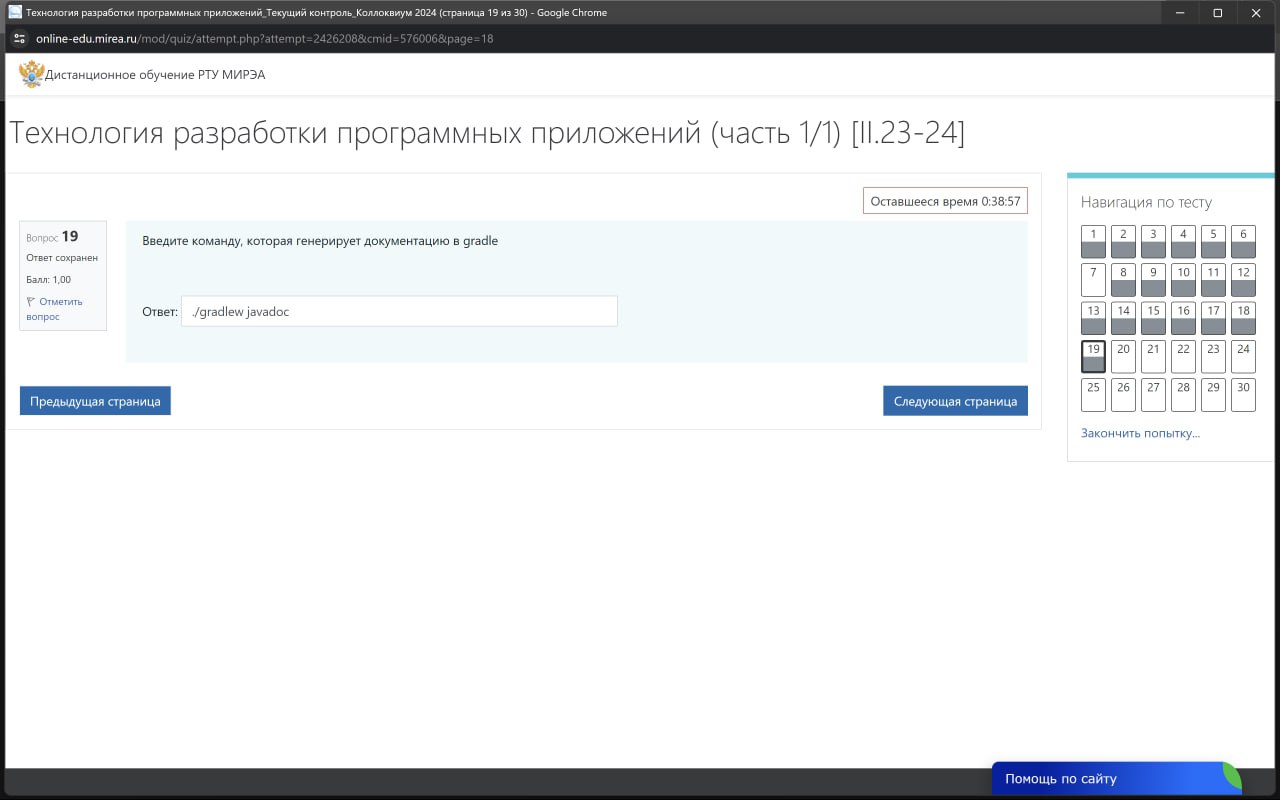 Технология разработки программных приложений_Текущий контроль_Коллоквиум 2024 (страница 19 из 30) - Google Chrome
online-edu.mirea.ru/mod/quiz/attempt.php?attempt=2426208&cmid=576006&page=18
Дистанционное обучение РТУ МИРЭА
Технология разработки программных приложений (часть 1/1) [II.23-24]
Оставшееся время 0:38:57
Вопрос 19
Ответ сохранен
Балл: 1,00
Отметить
вопрос
Введите команду, которая генерирует документацию в gradle
Ответ: ./gradlew javadoc
Предыдущая страница
Следующая страница
Навигация по тесту
1 2 3 4 5 6
7 8 9 10 11 12
13 14 15 16 17 18
19 20 21 22 23 24
25 26 27 28 29 30
Закончить попытку...
Помощь по сайту